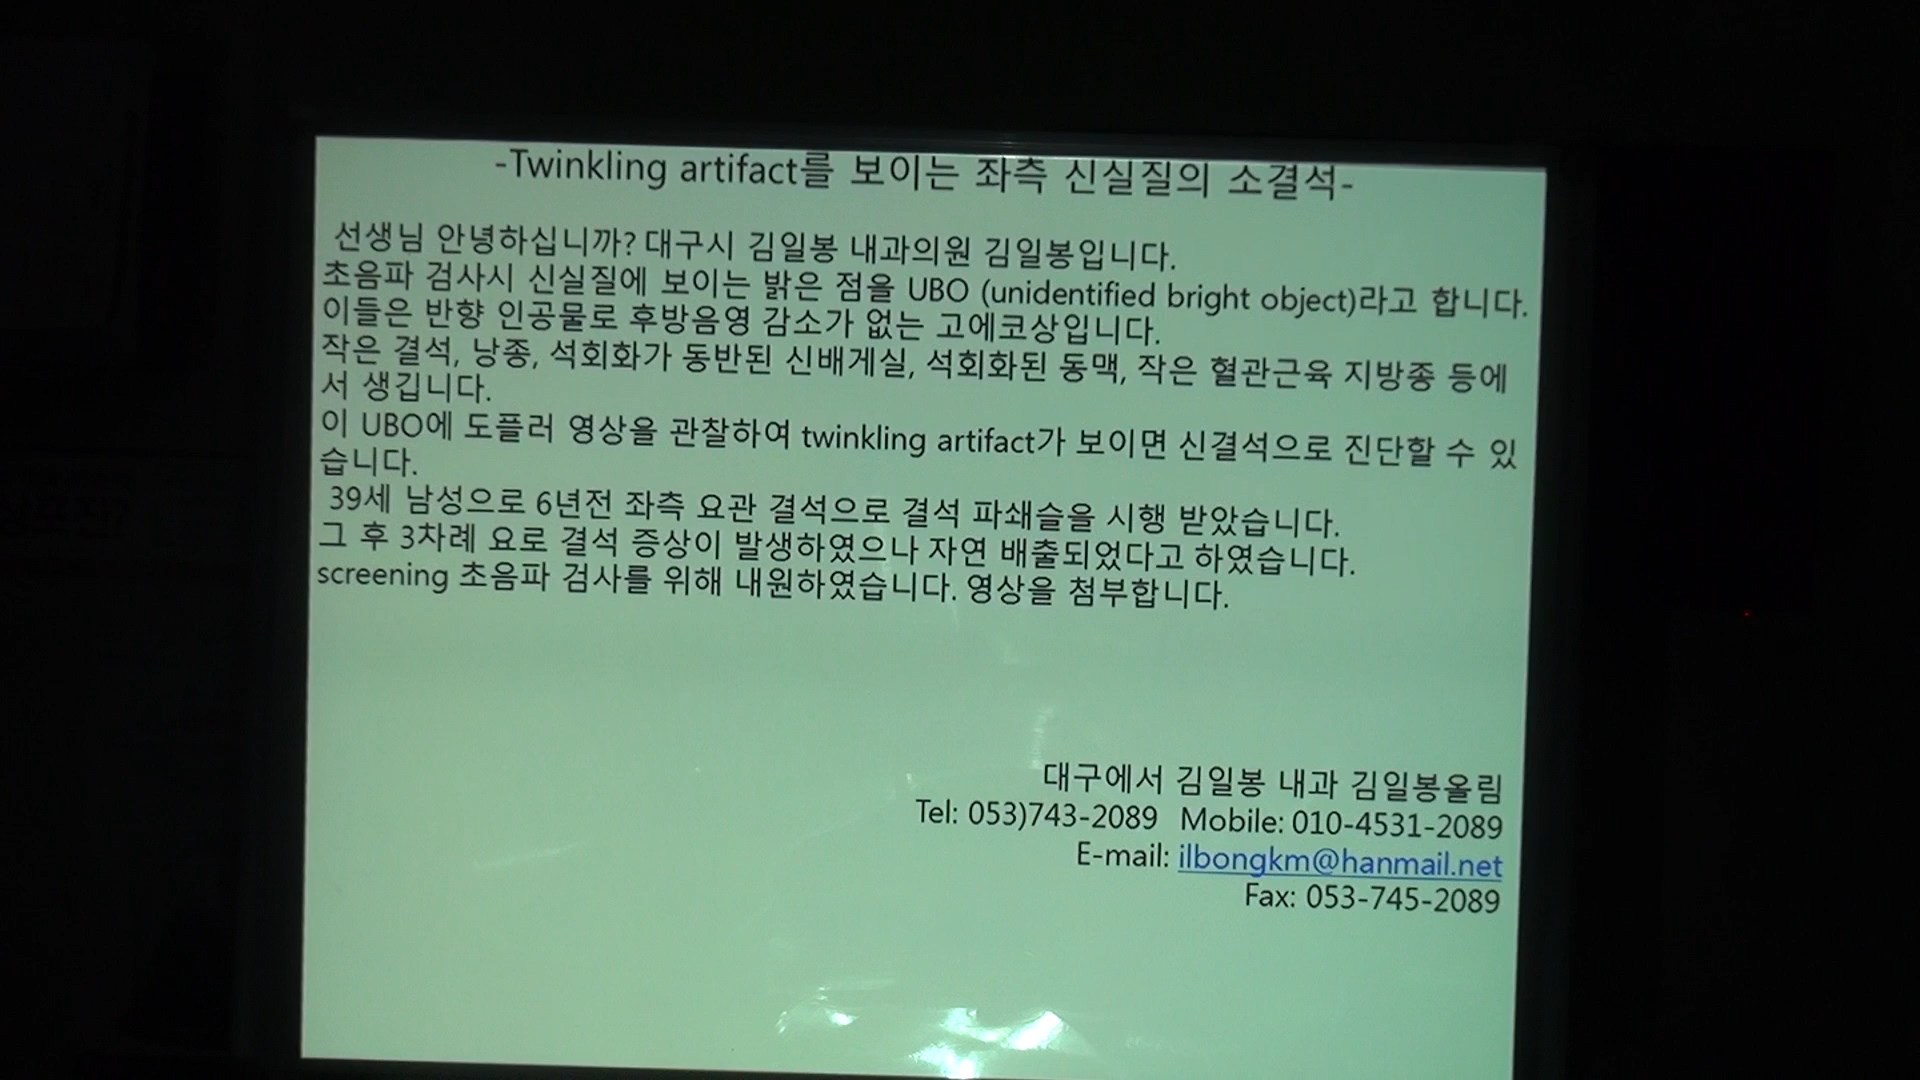 -Twinkling artifact를 보이는 좌측 신실질의 소결석-
선생님 안녕하십니까? 대구시 김일봉 내과의원 김일봉입니다.
초음파 검사시 신실질에 보이는 밝은 점을 UBO (unidentified bright object)라고 합니다.
이들은 반향 인공물로 후방음영 감소가 없는 고에코상입니다.
작은 결석, 낭종, 석회화가 동반된 신배게실, 석회화된 동맥, 작은 혈관근육 지방종 등에
서 생깁니다.
이 UBO에 도플러 영상을 관찰하여 twinkling artifact가 보이면 신결석으로 진단할 수 있
습니다.
39세 남성으로 6년전 좌측 요관 결석으로 결석 파쇄슬을 시행 받았습니다.
그 후 3차례 요로 결석 증상이 발생하였으나 자연 배출되었다고 하였습니다.
screening 초음파 검사를 위해 내원하였습니다. 영상을 첨부합니다.
대구에서 김일봉 내과 김일봉올림
Tel: 053)743-2089 Mobile: 010-4531-2089
E-mail: ilbongkm@hanmail.net
Fax: 053-745-2089